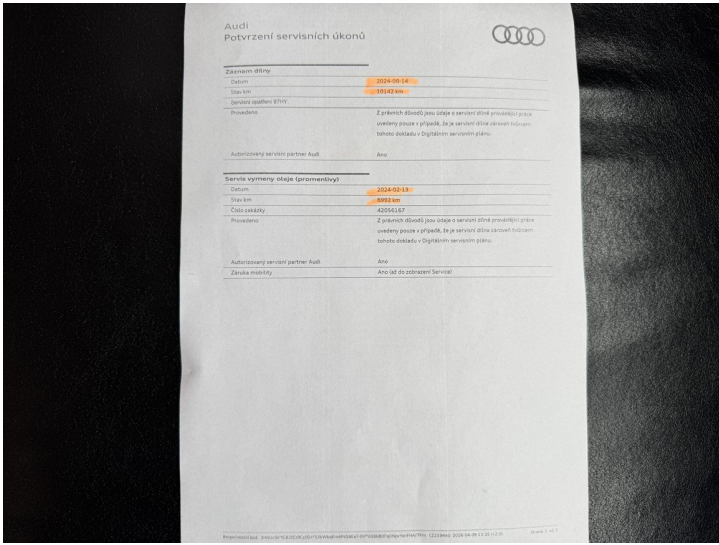 Audi
Potvrzení servisních úkonů
Záznam dílny
Datum 2024-06-14
Stav km 10142 km
Servisní opatření 97HY
Provedeno Z právních důvodů jsou údaje o servisní dílně provádějící práce
uvedeny pouze v případě, že je servisní dílna zároveň tvůrcem
tohoto dokladu v Digitálním servisním plánu.
Autorizovaný servisní partner Audi Ano
Servis výměny oleje (proměnlivý)
Datum 2024-02-13
Stav km 8992 km
Číslo zakázky 42056167
Provedeno Z právních důvodů jsou údaje o servisní dílně provádějící práce
uvedeny pouze v případě, že je servisní dílna zároveň tvůrcem
tohoto dokladu v Digitálním servisním plánu.
Autorizovaný servisní partner Audi Ano
Záruka mobility Ano (až do zobrazení Service)